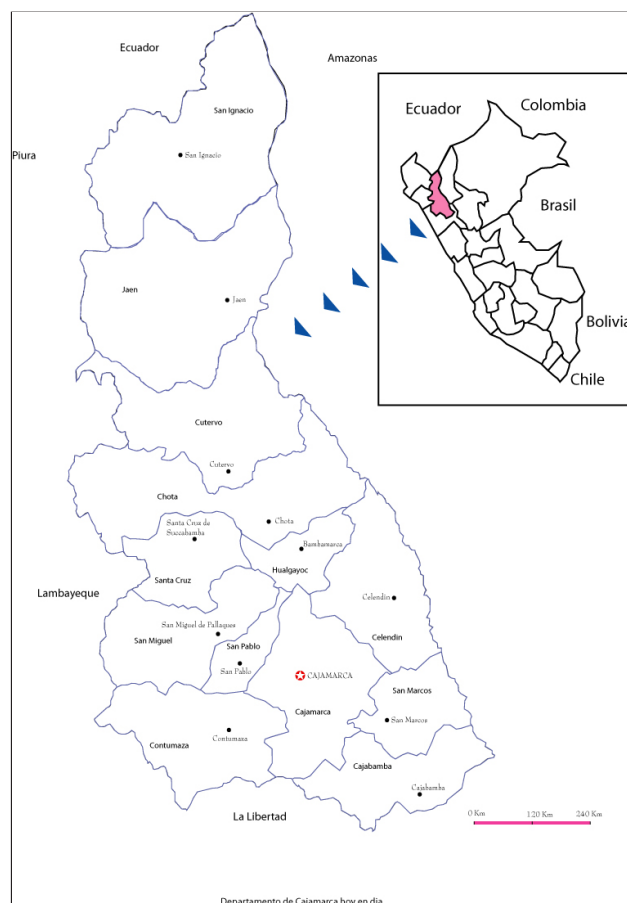 Ecuador
Amazonas
San Ignacio
San Ignacio
Piura
Ecuador
Colombia
Brasil
Bolivia
Chile
Jaen
Jaen
Cutervo
Cutervo
Chota
Chota
Santa Cruz de
Succabamba
Bambamarca
Hualgayoc
Santa Cruz
Lambayeque
Celendin
Celendin
San Miguel de Pallaques
San Miguel
San Pablo
San Pablo
CAJAMARCA
Cajamarca
San Marcos
San Marcos
Contumaza
Contumaza
Cajabamba
Cajabamba
La Libertad
0 Km
120 Km
240 Km
Departamento de Cajamarca hoy en dia